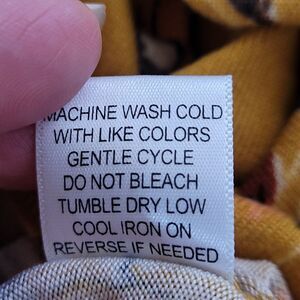 MACHINE WASH COLD
WITH LIKE COLORS
GENTLE CYCLE
DO NOT BLEACH
TUMBLE DRY LOW
COOL IRON ON
REVERSE IF NEEDED